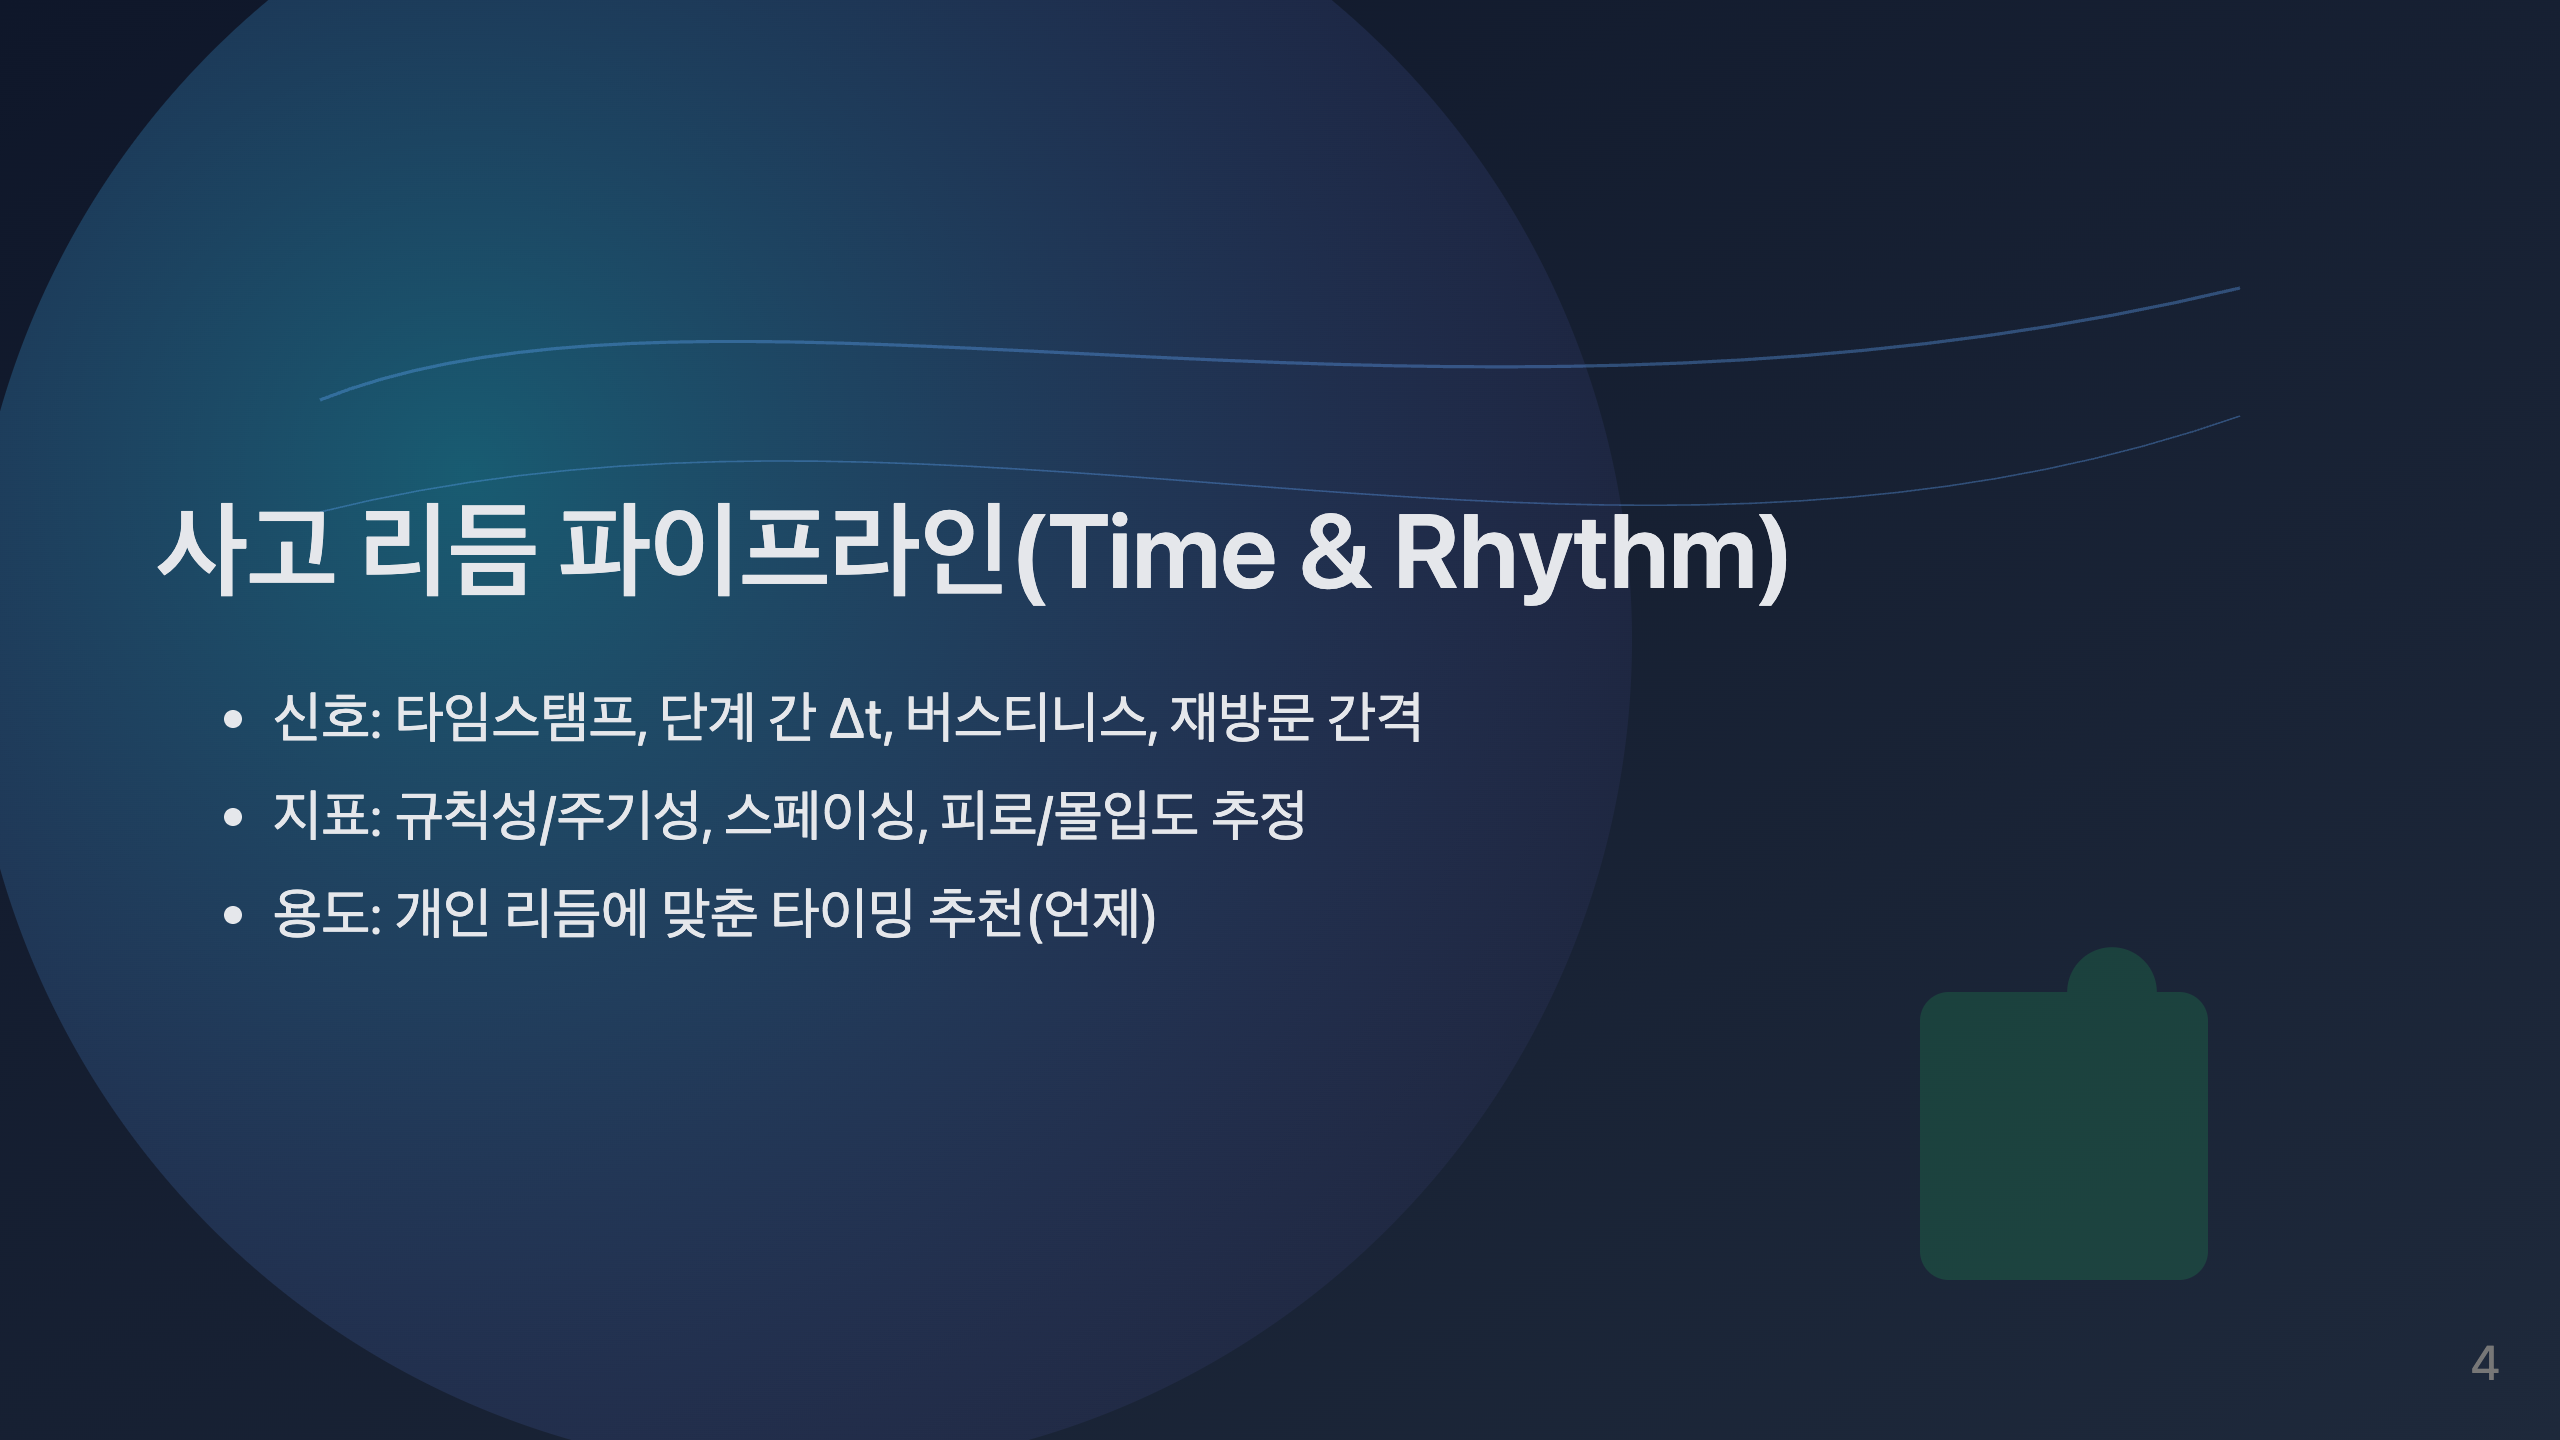 사고 리듬 파이프라인(Time & Rhythm)
• 신호: 타임스탬프, 단계 간 Δt, 버스티니스, 재방문 간격
• 지표: 규칙성/주기성, 스페이싱, 피로/몰입도 추정
• 용도: 개인 리듬에 맞춘 타이밍 추천(언제)
4